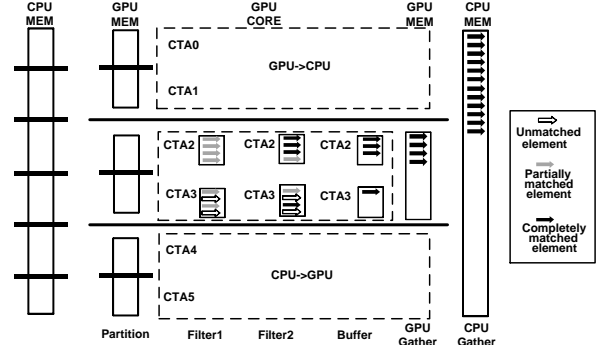 CPU
MEM
GPU
MEM
GPU
CORE
GPU
MEM
CPU
MEM
CTA0
GPU->CPU
CTA1
CTA2
CTA2
CTA2
CTA3
CTA3
CTA3
CTA4
CPU->GPU
CTA5
Unmatched
element
Partially
matched
element
Completely
matched
element
Partition
Filter1
Filter2
Buffer
GPU
Gather
CPU
Gather